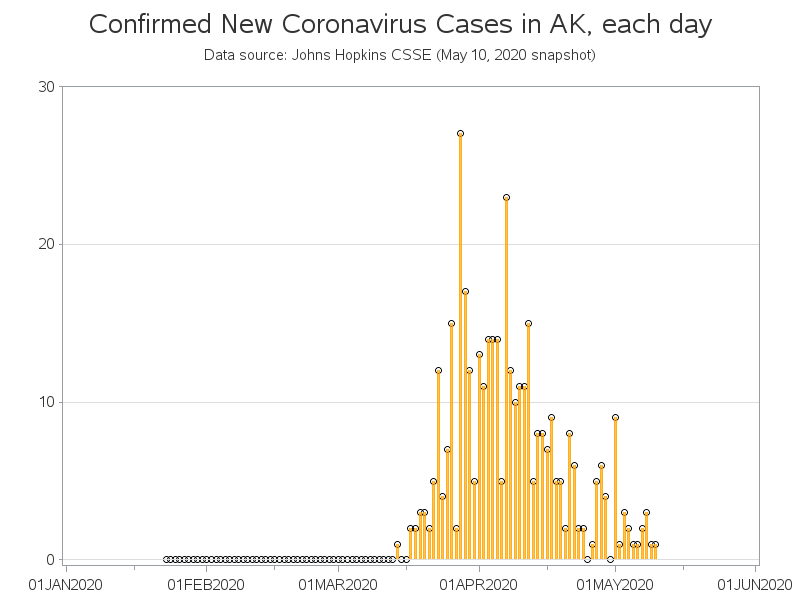 Confirmed New Coronavirus Cases in AK, each day
Data source: Johns Hopkins CSSE (May 10, 2020 snapshot)
30
20
10
0
01JAN2020 01FEB2020 01MAR2020 01APR2020 01MAY2020 01JUN2020